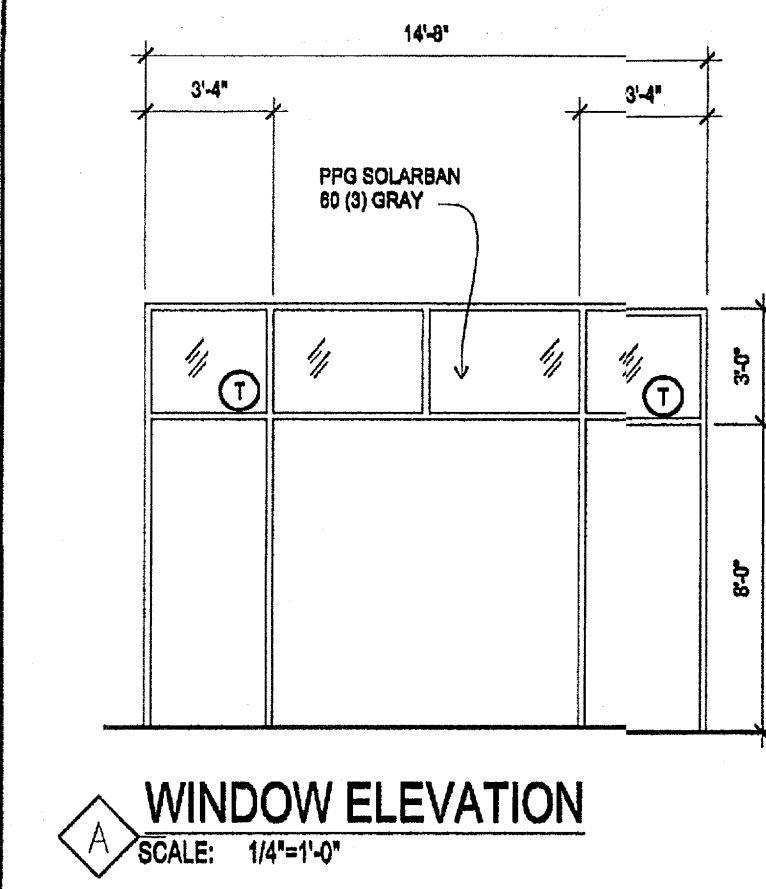 14'-8"
3'-4"
3'-4"
PPG SOLARBAN
60 (3) GRAY
T
T
3'-0"
8'-0"
A
WINDOW ELEVATION
SCALE: 1/4"=1'-0"